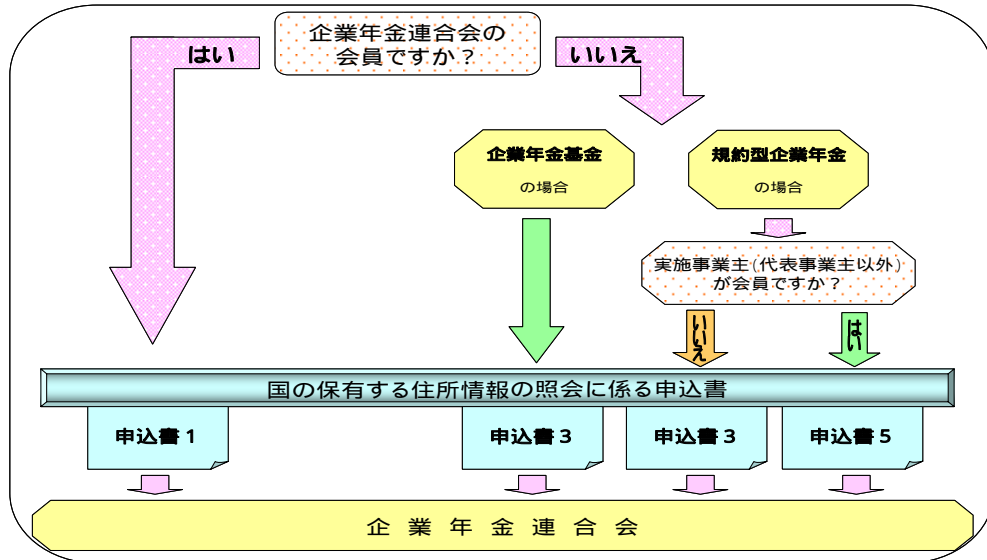 企業年金連合会の
会員ですか？
はい
いいえ
企業年金基金
の場合
規約型企業年金
の場合
実施事業主(代表事業主以外)
が会員ですか？
いいえ
はい
国の保有する住所情報の照会に係る申込書
申込書１
申込書３
申込書３
申込書５
企業年金連合会